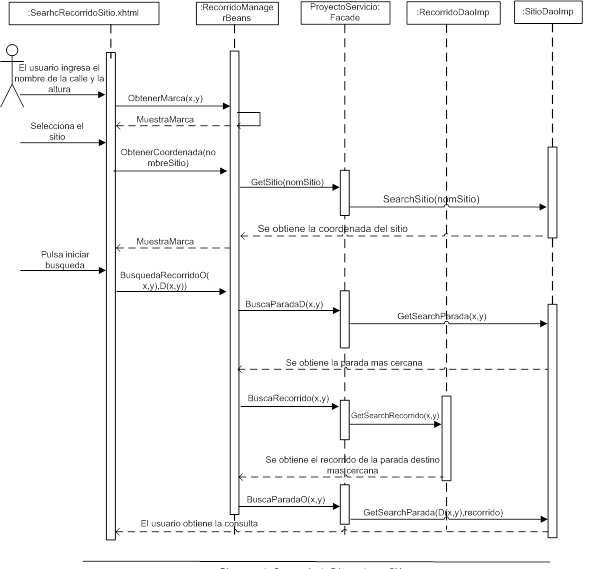 :SearhcRecorridoSitio.xhtml
:RecorridoManage
rBeans
ProyectoServicio:
Facade
:RecorridoDaoImp
:SitioDaoImp
El usuario ingresa el
nombre de la calle y la
altura
ObtenerMarca(x,y)
MuestraMarca
Selecciona el
sitio
ObtenerCoordenada(no
mbreSitio)
GetSitio(nomSitio)
SearchSitio(nomSitio)
Se obtiene la coordenada del sitio
MuestraMarca
Pulsa iniciar
busqueda
BusquedaRecorridoO(
x,y),D(x,y))
BuscaParadaD(x,y)
GetSearchParada(x,y)
Se obtiene la parada mas cercana
BuscaRecorrido(x,y)
GetSearchRecorrido(x,y)
Se obtiene el recorrido de la parada destino
mas cercana
BuscaParadaO(x,y)
GetSearchParada(D(x,y),recorrido)
El usuario obtiene la consulta